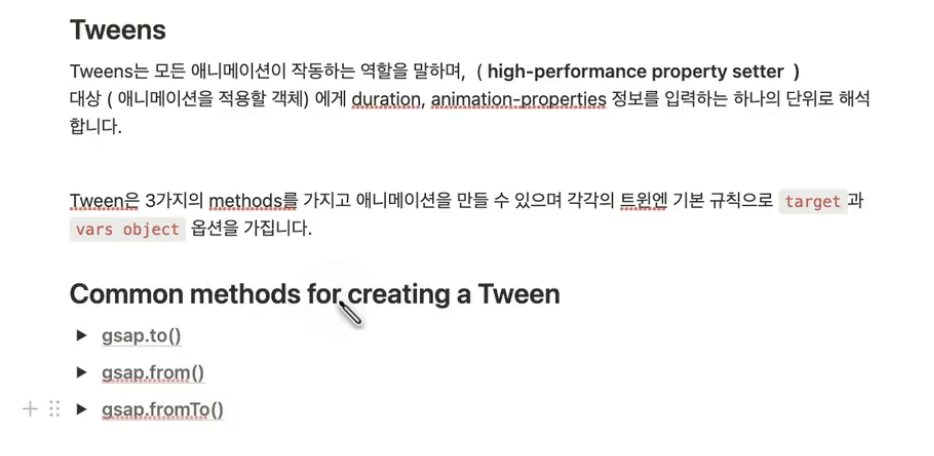 Tweens
Tweens는 모든 애니메이션이 작동하는 역할을 말하며, ( high-performance property setter )
대상 ( 애니메이션을 적용할 객체) 에게 duration, animation-properties 정보를 입력하는 하나의 단위로 해석
합니다.
Tween은 3가지의 methods를 가지고 애니메이션을 만들 수 있으며 각각의 트윈엔 기본 규칙으로 target 과
vars object 옵션을 가집니다.
Common methods for creating a Tween
gsap.to()
gsap.from()
gsap.fromTo()